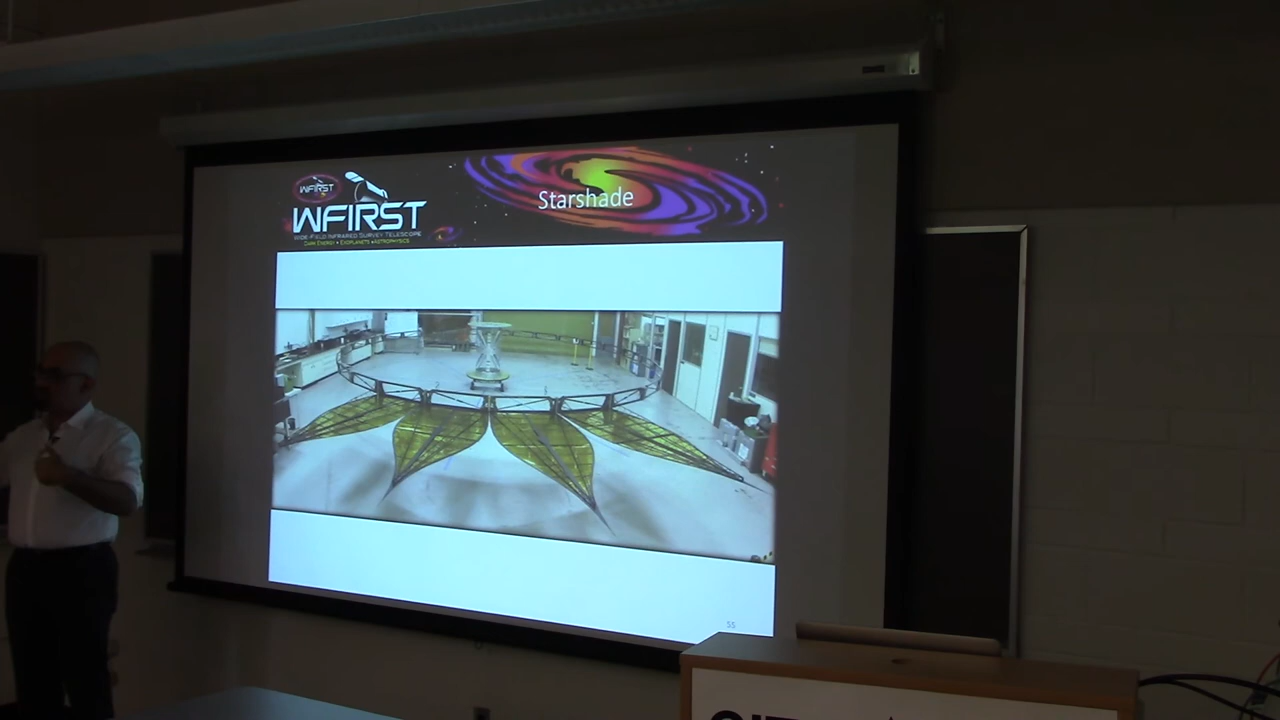 WFIRST
WFIRST
WIDE-FIELD INFRARED SURVEY TELESCOPE
DARK ENERGY • EXOPLANETS • ASTROPHYSICS
Starshade
55